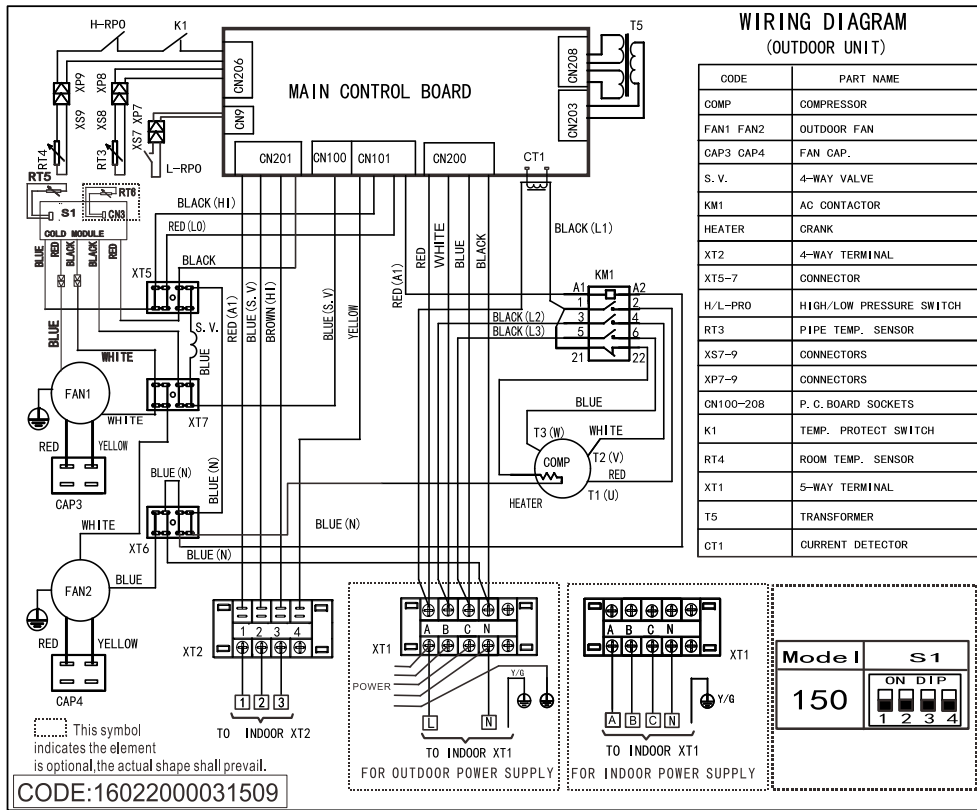 WIRING DIAGRAM
(OUTDOOR UNIT)
CODE PART NAME
COMP COMPRESSOR
FAN1 FAN2 OUTDOOR FAN
CAP3 CAP4 FAN CAP.
S.V. 4-WAY VALVE
KM1 AC CONTACTOR
HEATER CRANK
XT2 4-WAY TERMINAL
XT5-7 CONNECTOR
H/L-PRO HIGH/LOW PRESSURE SWITCH
RT3 PIPE TEMP. SENSOR
XS7-9 CONNECTORS
XP7-9 CONNECTORS
CN100-208 P.C.BOARD SOCKETS
K1 TEMP. PROTECT SWITCH
RT4 ROOM TEMP. SENSOR
XT1 5-WAY TERMINAL
T5 TRANSFORMER
CT1 CURRENT DETECTOR
H-RPO
K1
T5
CN206
CN208
MAIN CONTROL BOARD
XP9
XP8
XS9
XS8
XS7 XP7
CN9
CN203
RT4
RT3
L-RPO
CN201
CN100
CN101
CN200
CT1
RT5
RT6
S1
CN3
COLD MODULE
BLUE
RED
BLACK
BLACK
RED
BLACK(HI)
RED(LO)
BLACK
XT5
S.V.
BLUE
RED(A1)
BLUE(S.V)
BROWN(HI)
BLUE(S.V)
YELLOW
RED(A1)
RED
WHITE
BLUE
BLACK
BLACK(L1)
KM1
A1 A2
1 2
3 4
5 6
21 22
BLACK(L2)
BLACK(L3)
BLUE
WHITE
FAN1
WHITE
XT7
RED
YELLOW
CAP3
BLUE
T3(W)
WHITE
T2(V)
COMP
RED
T1(U)
HEATER
BLUE(N)
BLUE(N)
WHITE
XT6
BLUE(N)
BLUE(N)
FAN2
BLUE
RED
YELLOW
CAP4
1 2 3 4
XT2
1 2 3
TO INDOOR XT2
A B C N
XT1
POWER
Y/G
L
N
TO INDOOR XT1
FOR OUTDOOR POWER SUPPLY
A B C N
XT1
Y/G
A B C N
TO INDOOR XT1
FOR INDOOR POWER SUPPLY
Model S1
150
ON DIP
1 2 3 4
This symbol
indicates the element
is optional,the actual shape shall prevail.
CODE:16022000031509